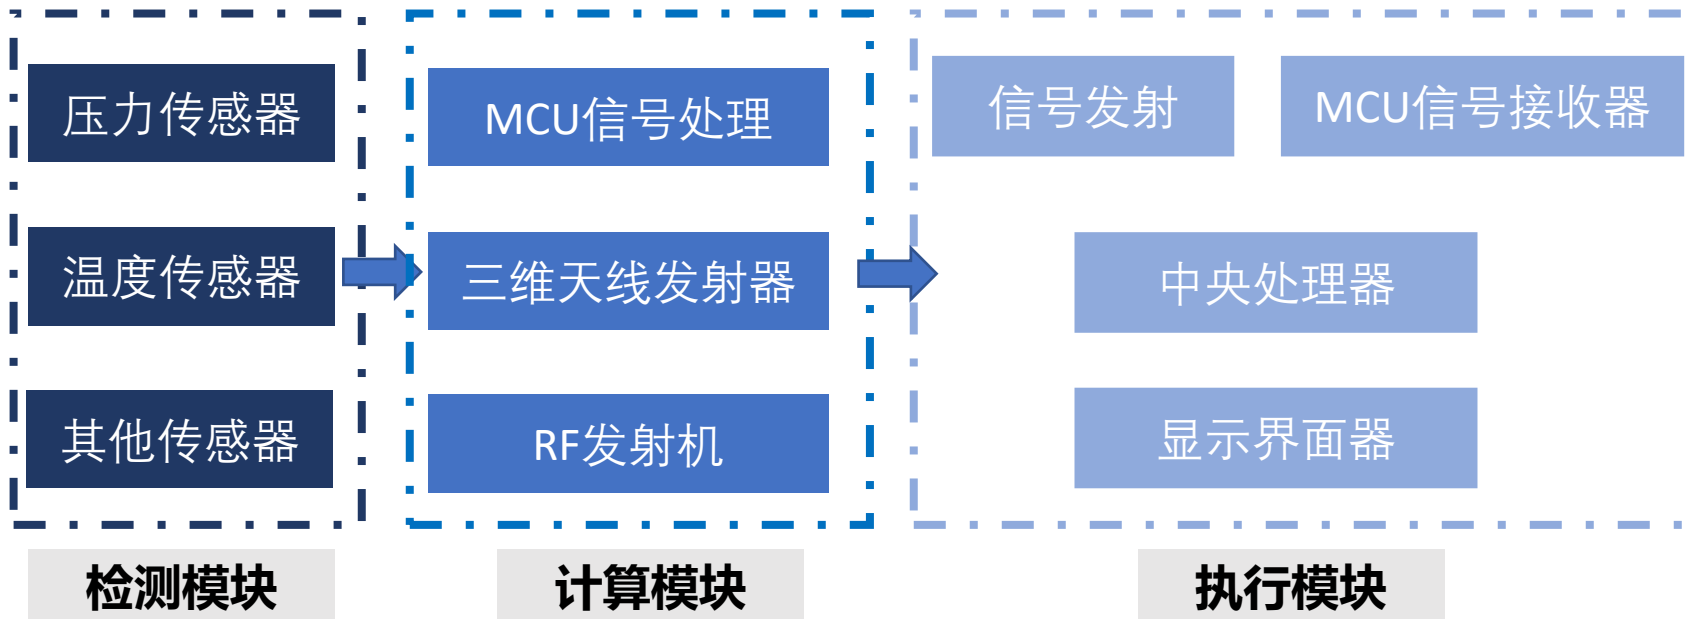 压力传感器
温度传感器
其他传感器
检测模块
MCU信号处理
三维天线发射器
RF发射机
计算模块
信号发射
MCU信号接收器
中央处理器
显示界面器
执行模块